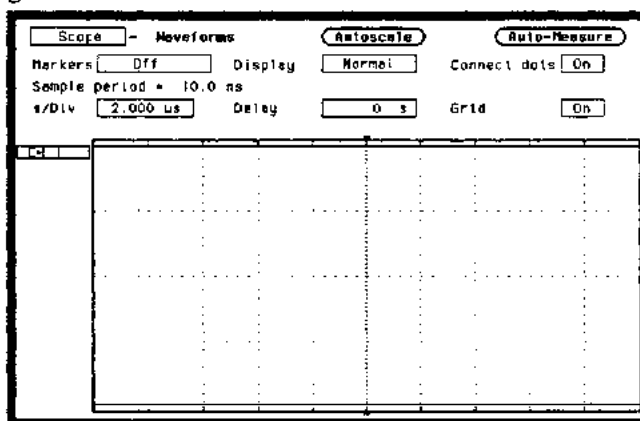 Scope - Waveforms Autoscale Auto-Measure
Markers Off Display Normal Connect dots On
Sample period = 10.0 ns
s/Div 2.000 us Delay 0 s Grid On